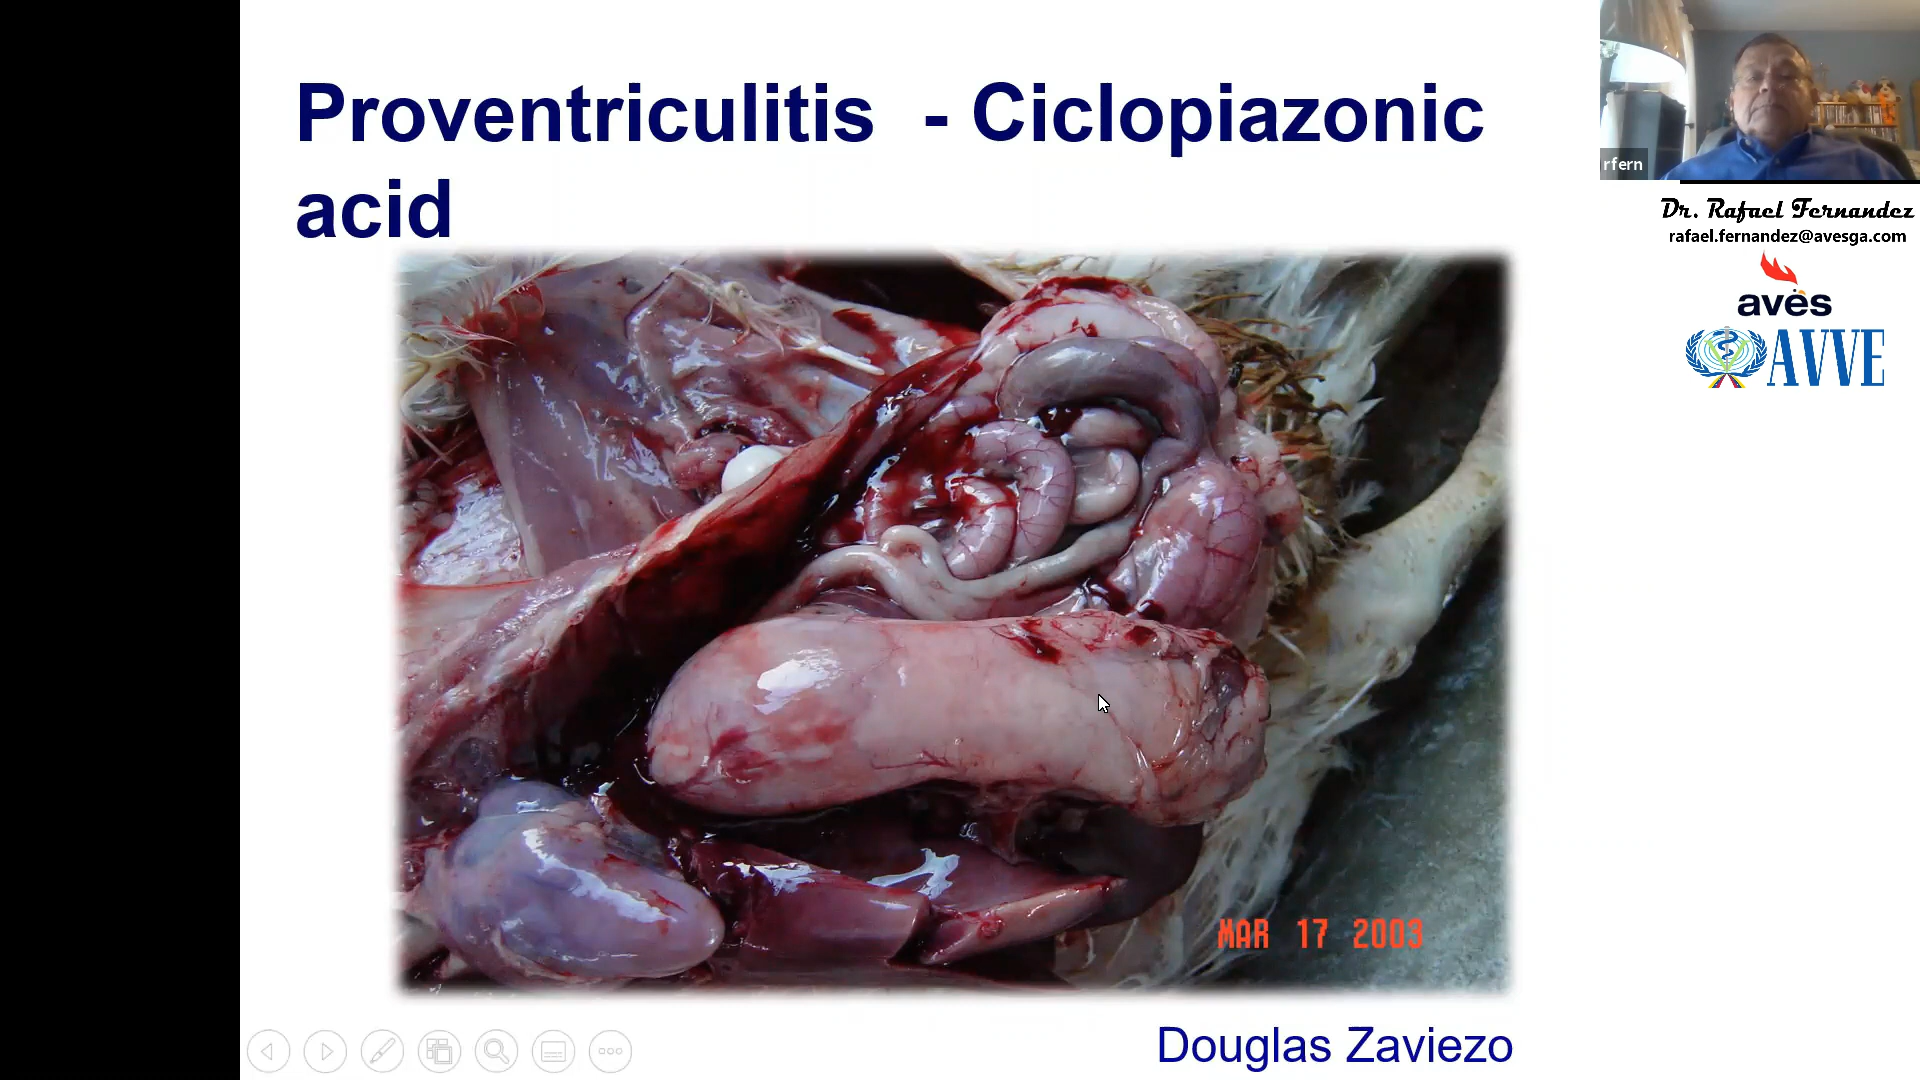 Proventriculitis - Ciclopiazonic
acid
rfern
Dr. Rafael Fernandez
rafael.fernandez@avesga.com
aves
AVVE
MAR 17 2003
Douglas Zaviezo